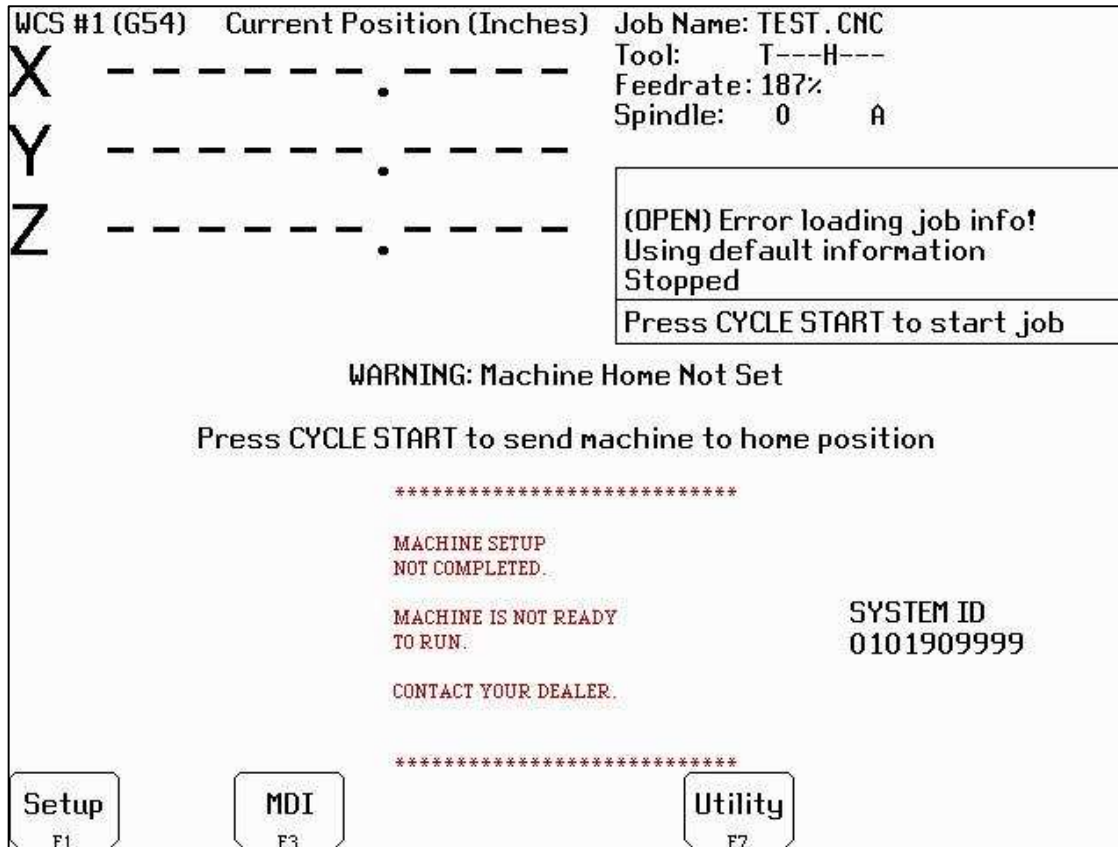 WCS #1 (G54) Current Position (Inches)
X ------.----
Y ------.----
Z ------.----
Job Name: TEST.CNC
Tool: T---H---
Feedrate: 187%
Spindle: 0 A
(OPEN) Error loading job info!
Using default information
Stopped
Press CYCLE START to start job
WARNING: Machine Home Not Set
Press CYCLE START to send machine to home position
****************************
MACHINE SETUP
NOT COMPLETED.
MACHINE IS NOT READY
TO RUN.
CONTACT YOUR DEALER.
****************************
SYSTEM ID
0101909999
Setup
F1
MDI
F3
Utility
F7